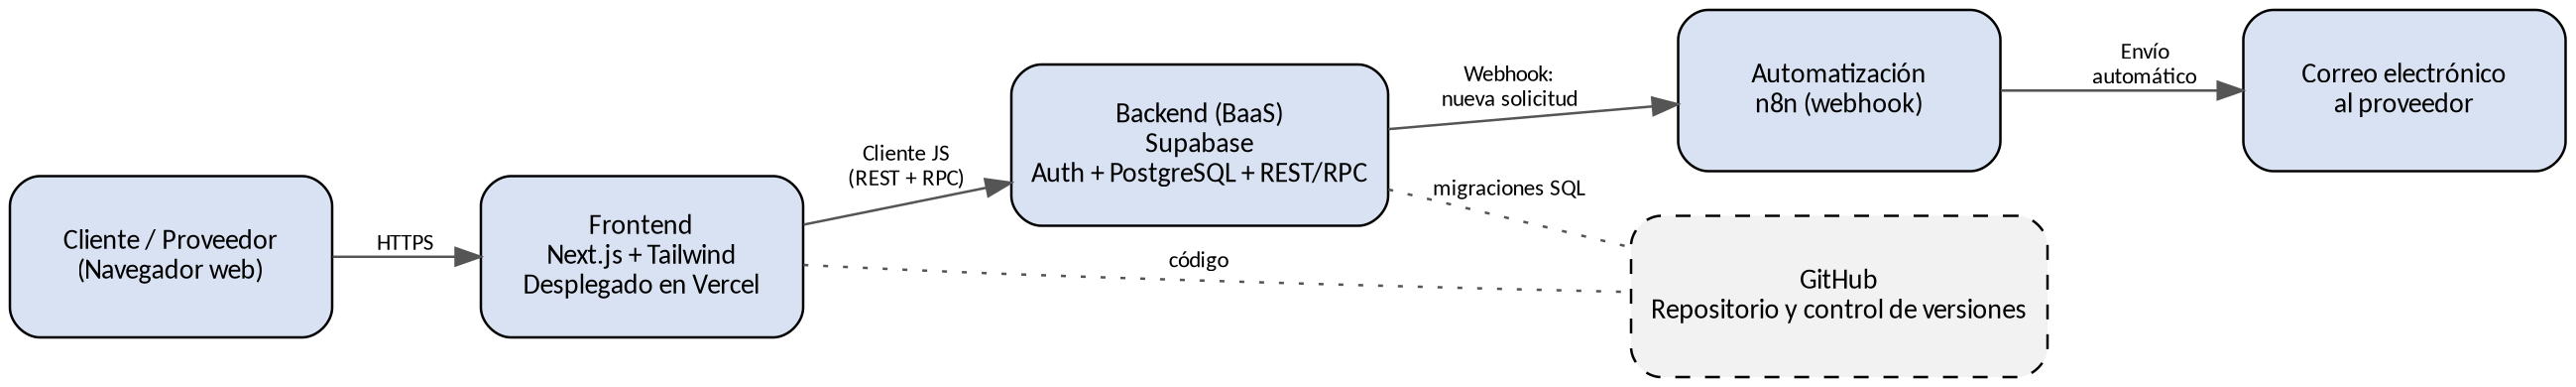 Cliente / Proveedor
(Navegador web)
HTTPS
Frontend
Next.js + Tailwind
Desplegado en Vercel
Cliente JS
(REST + RPC)
Backend (BaaS)
Supabase
Auth + PostgreSQL + REST/RPC
Webhook:
nueva solicitud
Automatización
n8n (webhook)
Envío
automático
Correo electrónico
al proveedor
migraciones SQL
código
GitHub
Repositorio y control de versiones